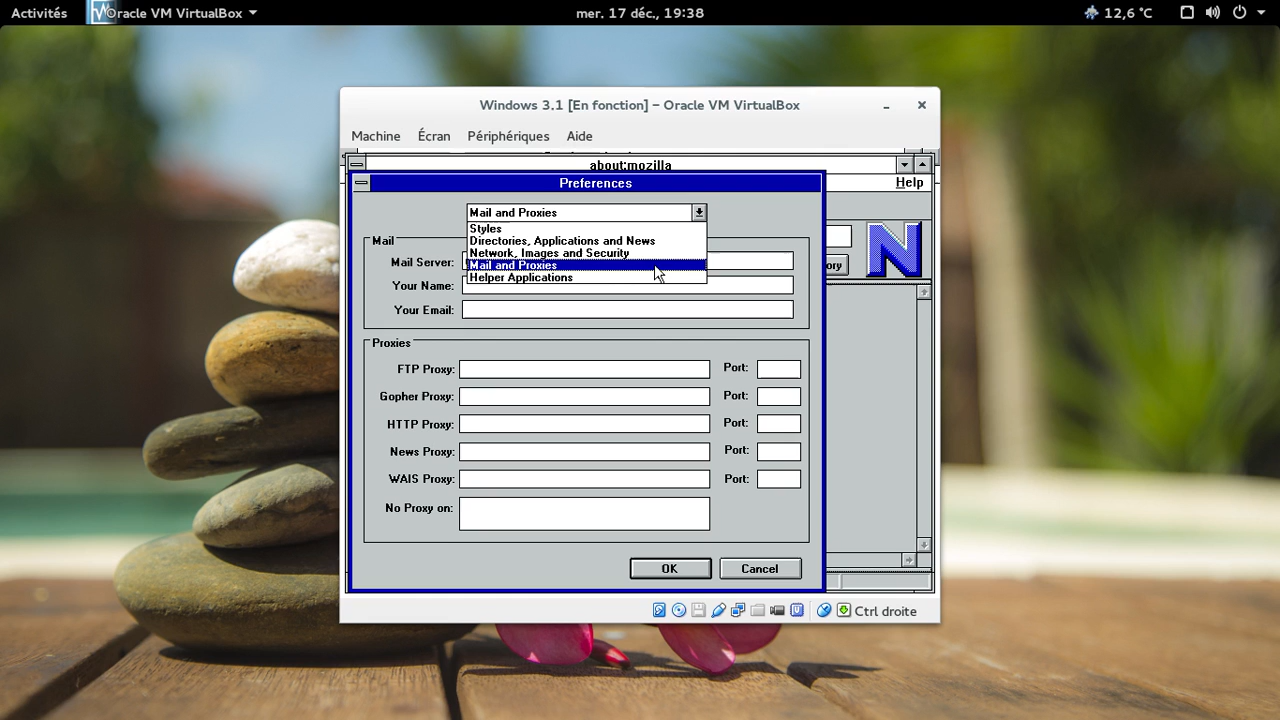 Activités
Oracle VM VirtualBox
mer. 17 déc., 19:38
12,6 °C
Windows 3.1 [En fonction] – Oracle VM VirtualBox
Machine
Écran
Périphériques
Aide
about:mozilla
Preferences
Help
Mail and Proxies
Styles
Directories, Applications and News
Network, Images and Security
Mail and Proxies
Helper Applications
Mail
Mail Server:
Your Name:
Your Email:
ory
N
Proxies
FTP Proxy:
Port:
Gopher Proxy:
Port:
HTTP Proxy:
Port:
News Proxy:
Port:
WAIS Proxy:
Port:
No Proxy on:
OK
Cancel
Ctrl droite